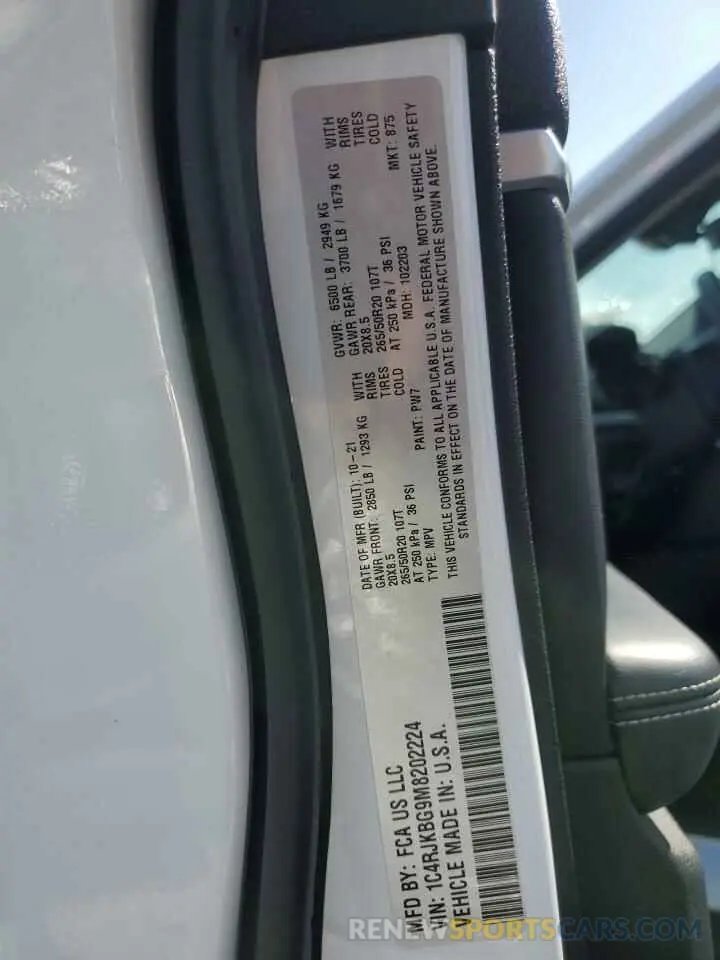 MFD BY: FCA US LLC
VIN: 1C4RJKBG9M8202224
VEHICLE MADE IN: U.S.A.
DATE OF MFR (BUILT): 10-21
GAWR FRONT: 2850 LB / 1293 KG WITH
20X8.5 RIMS
265/50R20 107T TIRES
AT 250 kPa / 36 PSI COLD
TYPE: MPV PAINT: PW7
GVWR: 6500 LB / 2949 KG
GAWR REAR: 3700 LB / 1679 KG WITH
20X8.5 RIMS
265/50R20 107T TIRES
AT 250 kPa / 36 PSI COLD
MDH: 102203 MKT: 875
THIS VEHICLE CONFORMS TO ALL APPLICABLE U.S.A. FEDERAL MOTOR VEHICLE SAFETY
STANDARDS IN EFFECT ON THE DATE OF MANUFACTURE SHOWN ABOVE.
RENEWSPORTSCARS.COM